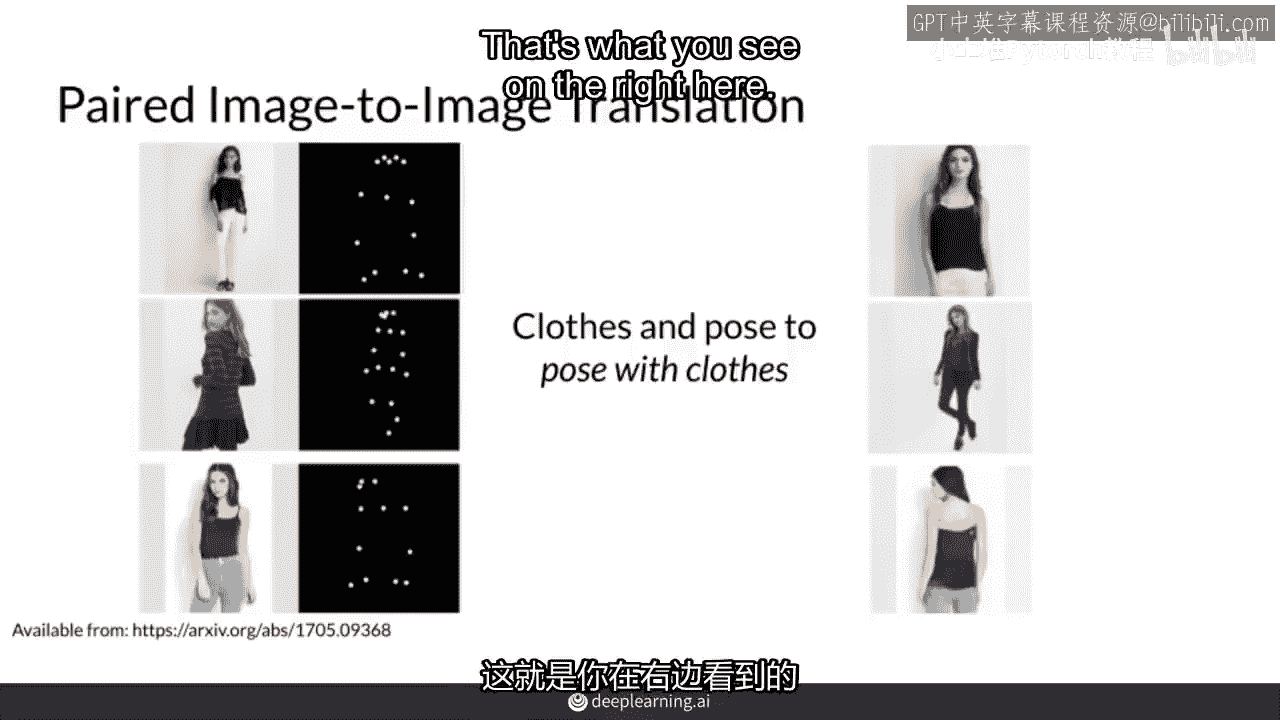 GPT中英字幕课程资源@bilibili.com
That's what you see
on the right here.
Paired Image-to-Image Translation
Clothes and pose to
pose with clothes
Available from: https://arxiv.org/abs/1705.09368
这就是你在右边看到的
deeplearning.ai